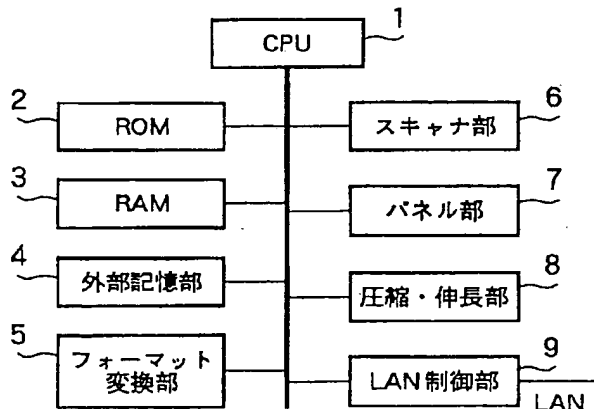 1
CPU
2
ROM
6
スキャナ部
3
RAM
7
パネル部
4
外部記憶部
8
圧縮・伸長部
5
フォーマット
変換部
9
LAN制御部
LAN